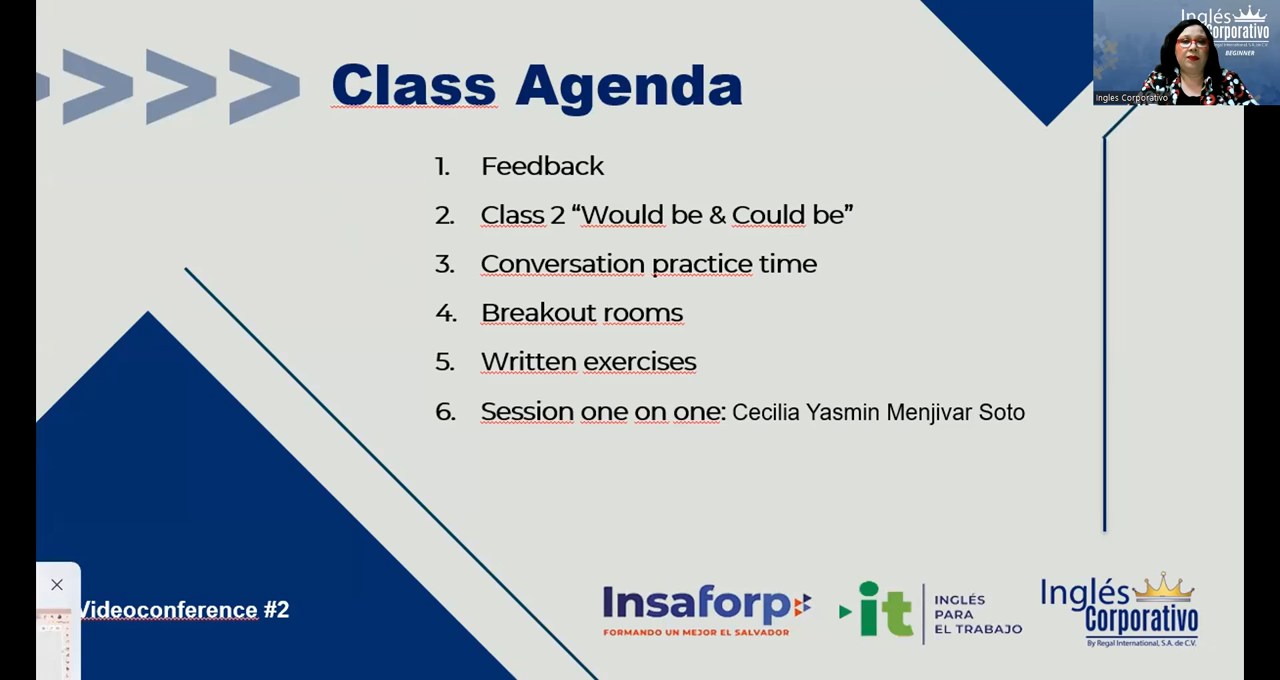 Class Agenda
1. Feedback
2. Class 2 “Would be & Could be”
3. Conversation practice time
4. Breakout rooms
5. Written exercises
6. Session one on one: Cecilia Yasmin Menjivar Soto
Videoconference #2
Insaforp
FORMANDO UN MEJOR EL SALVADOR
it
INGLÉS
PARA
EL TRABAJO
Inglés
Corporativo
By Regal International, S.A. de C.V.
Inglés
Corporativo
BEGINNER
Ingles Corporativo